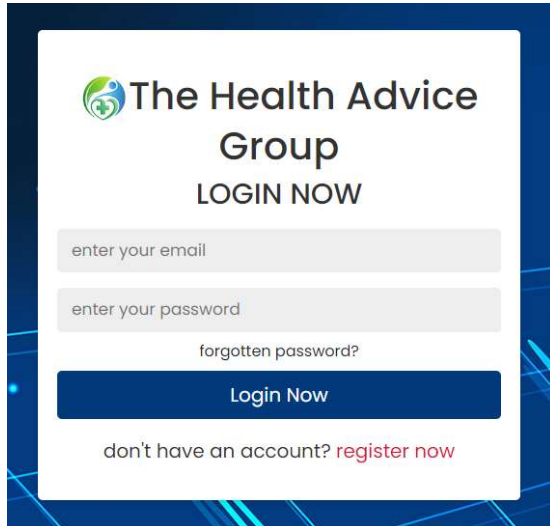 The Health Advice
Group
LOGIN NOW
enter your email
enter your password
forgotten password?
Login Now
don't have an account? register now